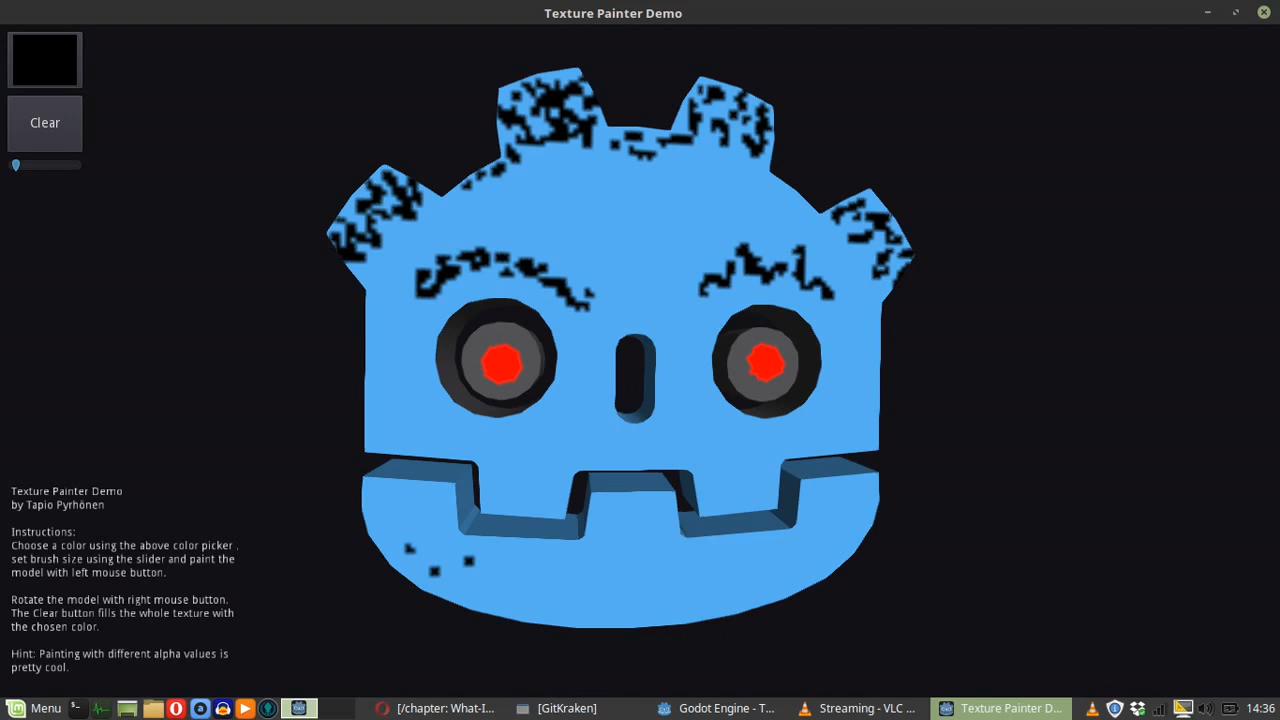 Texture Painter Demo
Clear
Texture Painter Demo
by Tapio Pyrhönen
Instructions:
Choose a color using the above color picker ,
set brush size using the slider and paint the
model with left mouse button.
Rotate the model with right mouse button.
The Clear button fills the whole texture with
the chosen color.
Hint: Painting with different alpha values is
pretty cool.
Menu
[/chapter: What-I...
[GitKraken]
Godot Engine - T...
Streaming - VLC ...
Texture Painter D...
14:36